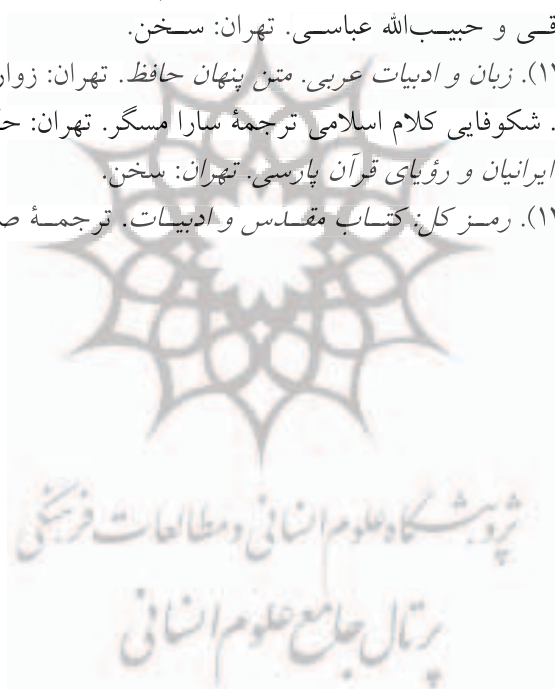 قی و حبیب‌الله عباسی. تهران: سخن.
۱۲). زبان و ادبیات عربی. متن پنهان حافظ. تهران: زوار
شکوفایی کلام اسلامی ترجمهٔ سارا مسگر. تهران: ح
ایرانیان و رؤیای قرآن پارسی. تهران: سخن.
۱۲). رمز کل: کتاب مقدس و ادبیات. ترجمهٔ ص
پژوهشگاه علوم انسانی و مطالعات فرهنگی
پرتال جامع علوم انسانی